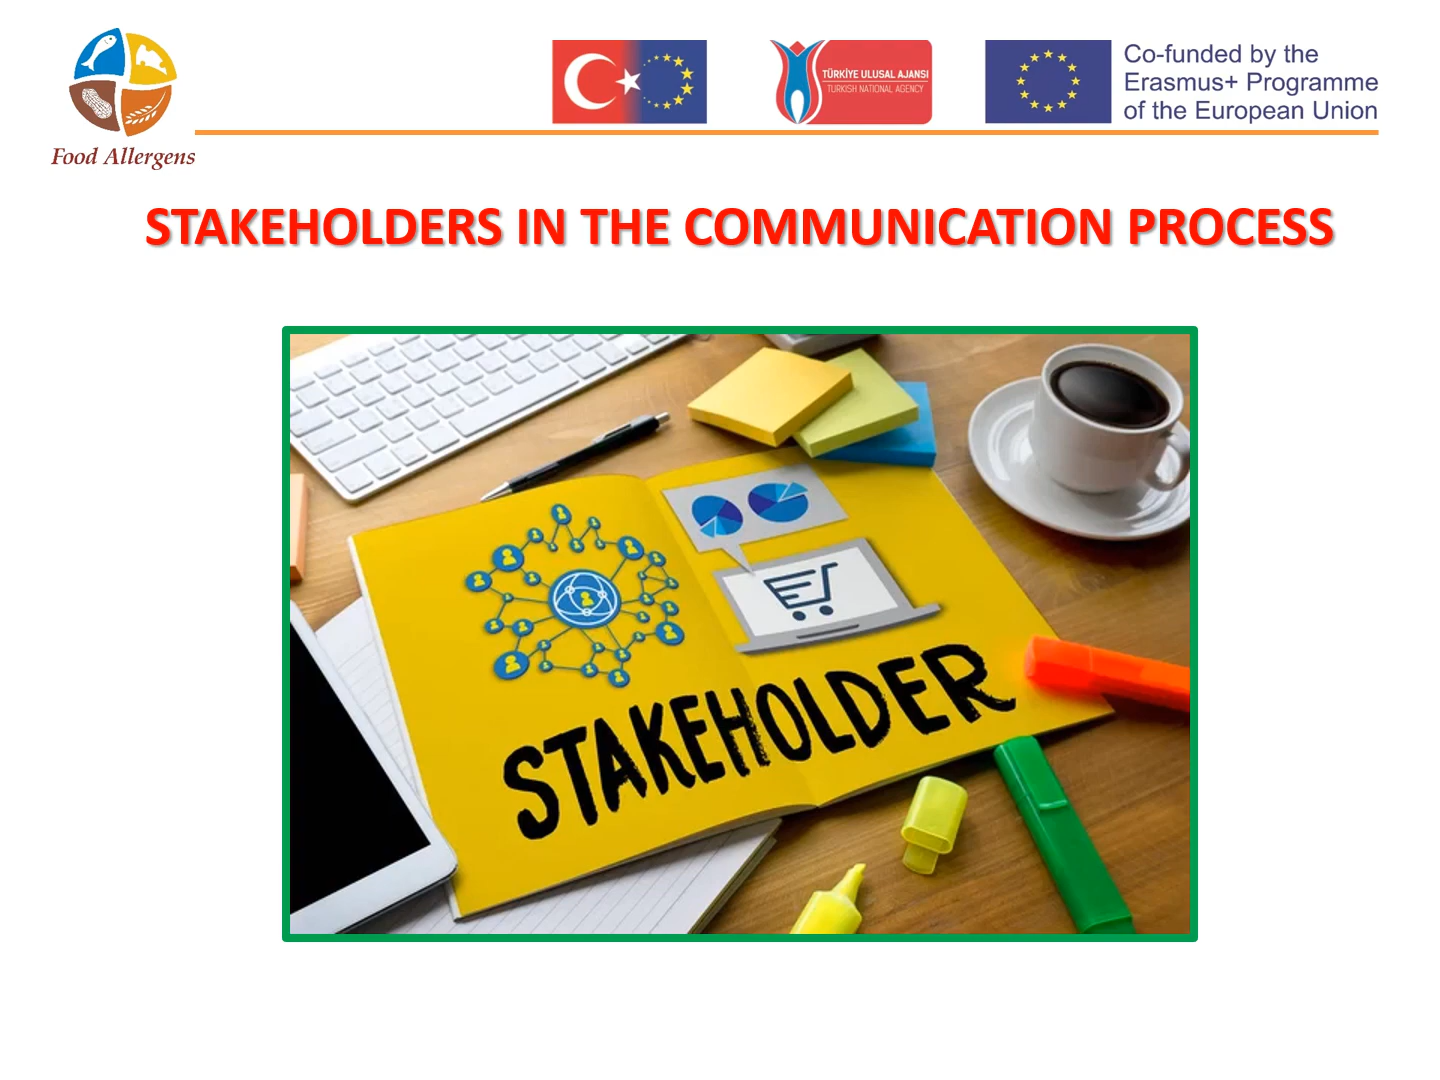 Food Allergens
TÜRKİYE ULUSAL AJANSI
TURKISH NATIONAL AGENCY
Co-funded by the
Erasmus+ Programme
of the European Union
STAKEHOLDERS IN THE COMMUNICATION PROCESS
STAKEHOLDER